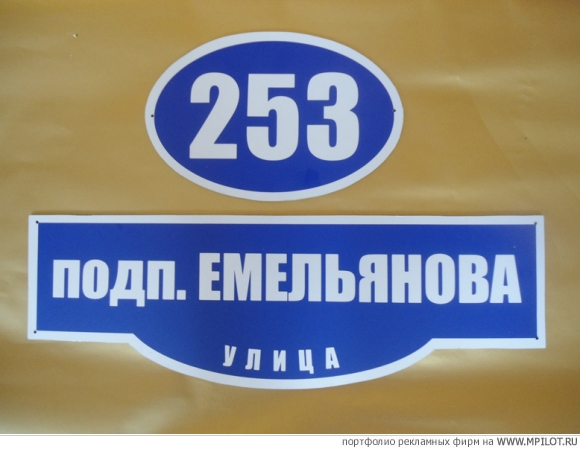 253
подп. ЕМЕЛЬЯНОВА
УЛИЦА
портфолио рекламных фирм на WWW.MPILOT.RU